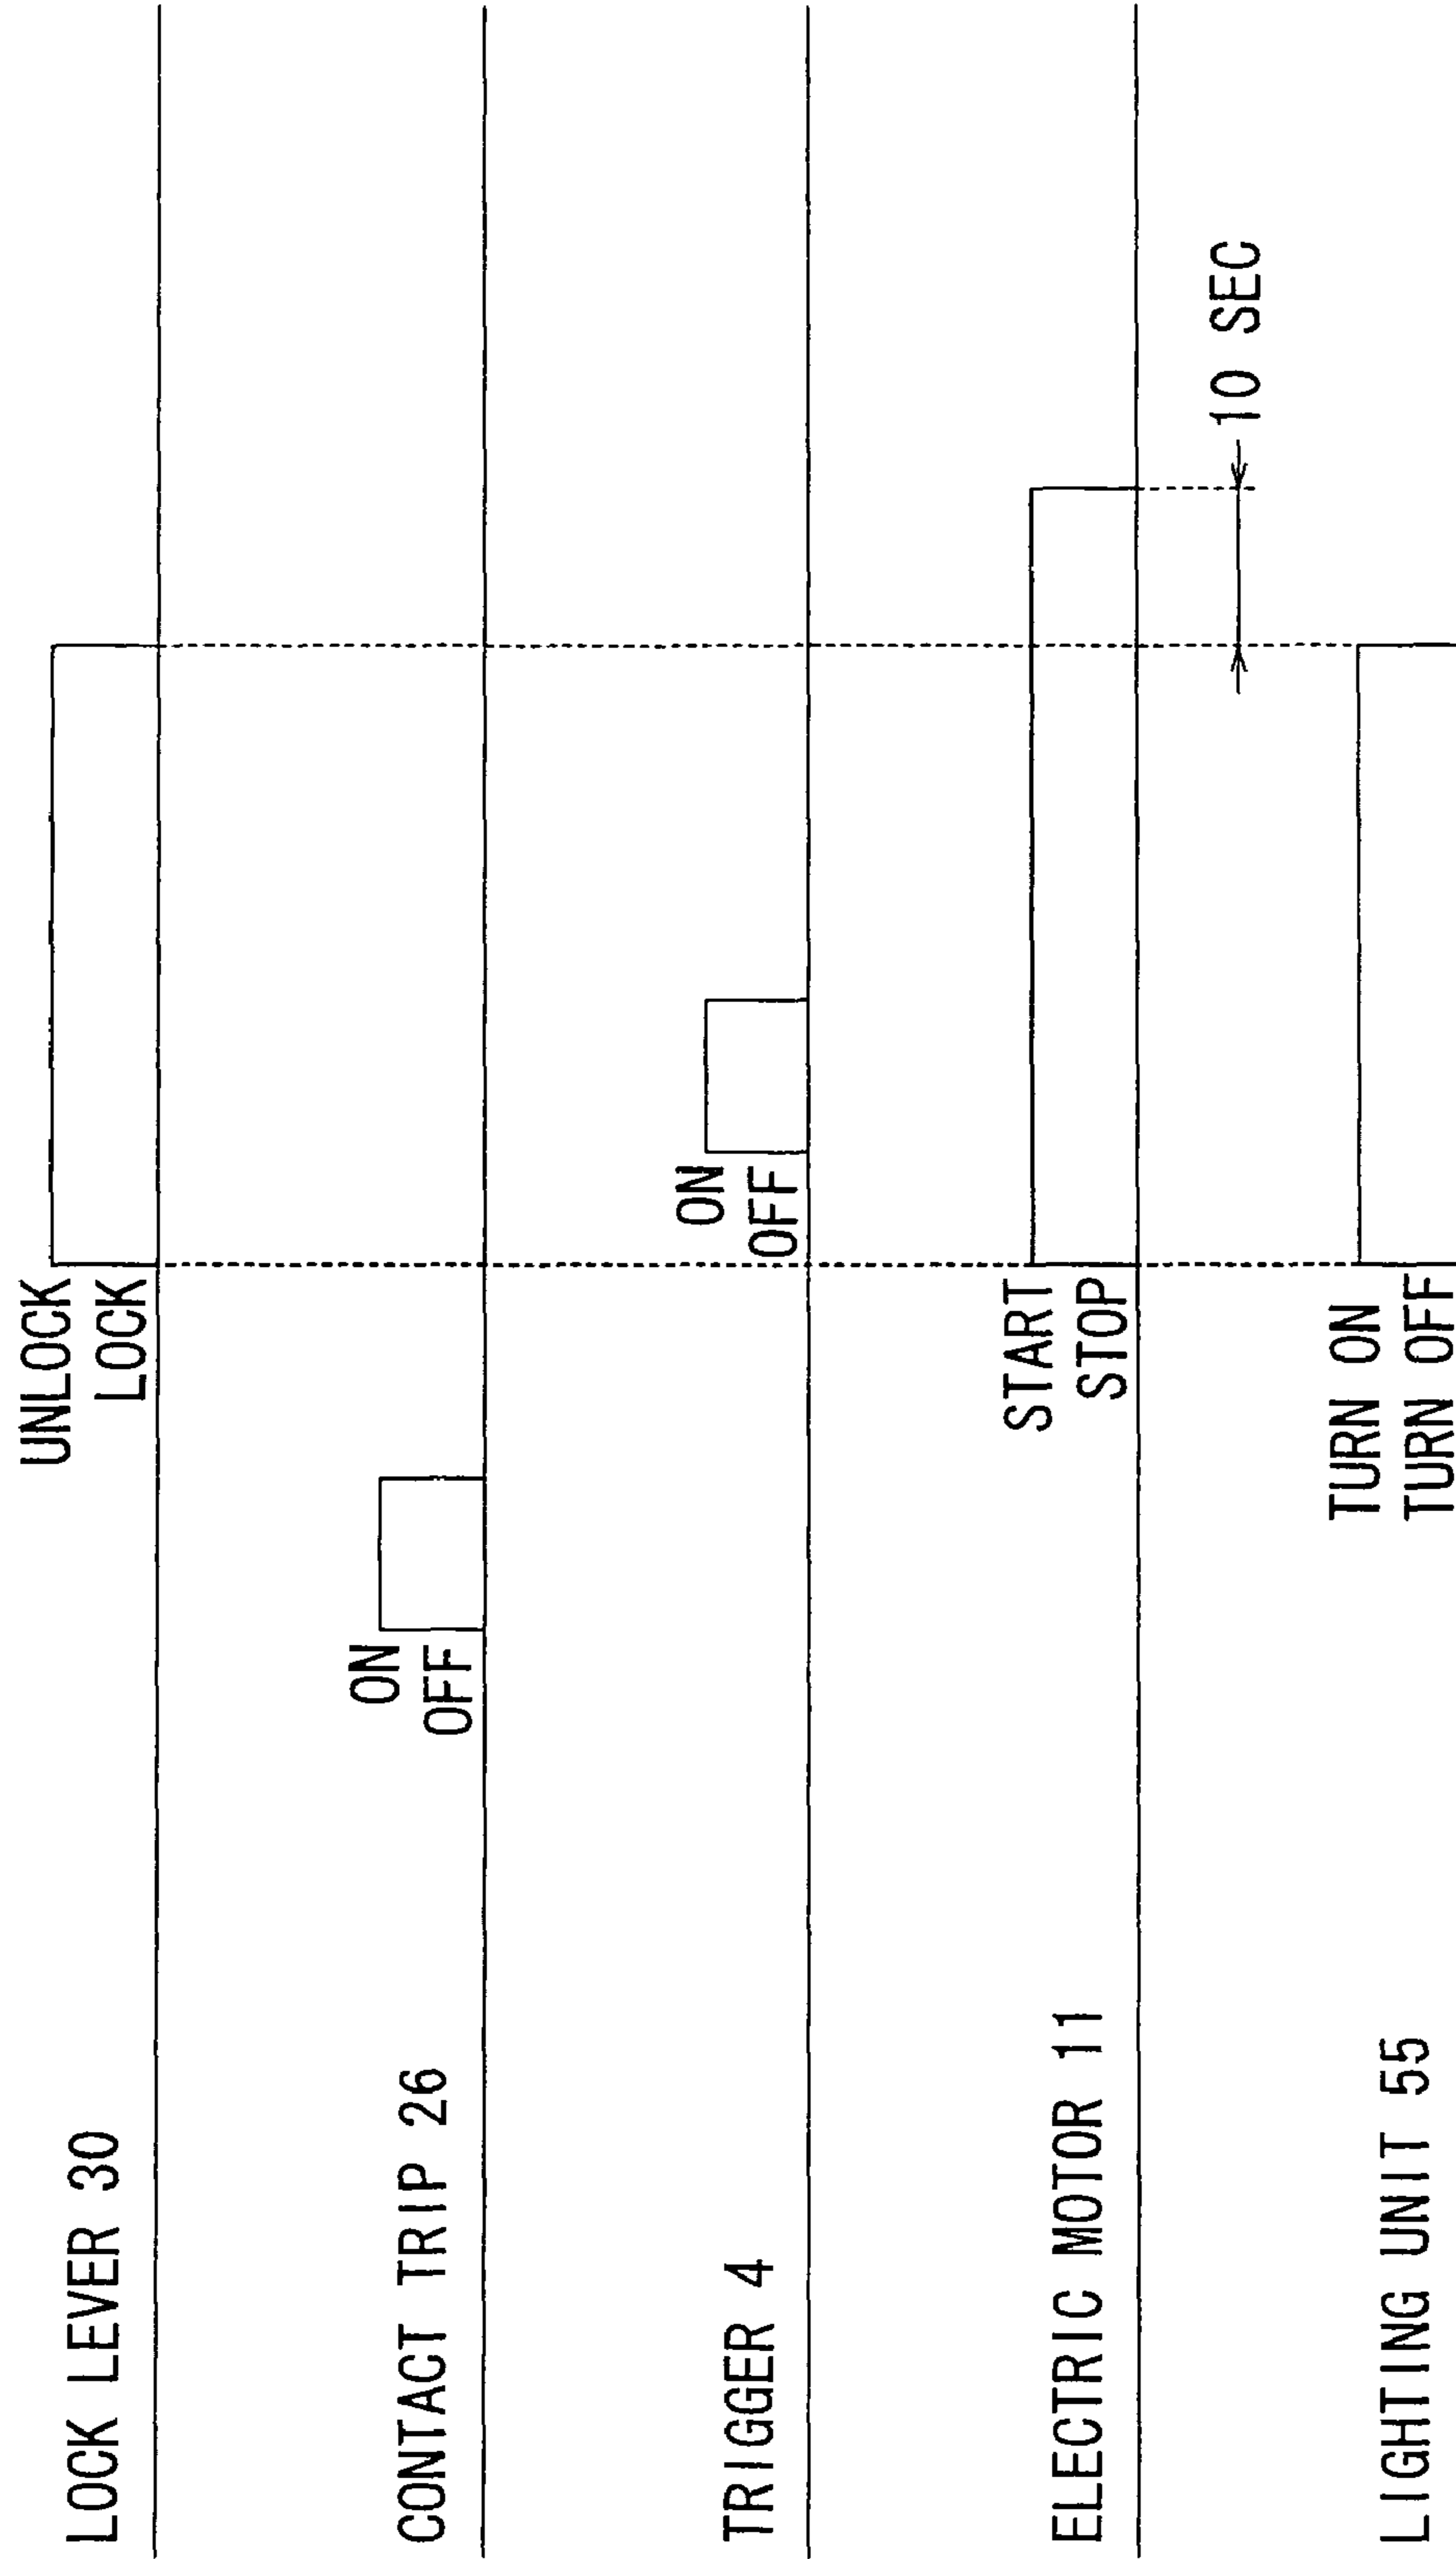 LOCK LEVER 30
UNLOCK
LOCK
CONTACT TRIP 26
ON
OFF
TRIGGER 4
ON
OFF
ELECTRIC MOTOR 11
START
STOP
10 SEC
LIGHTING UNIT 55
TURN ON
TURN OFF